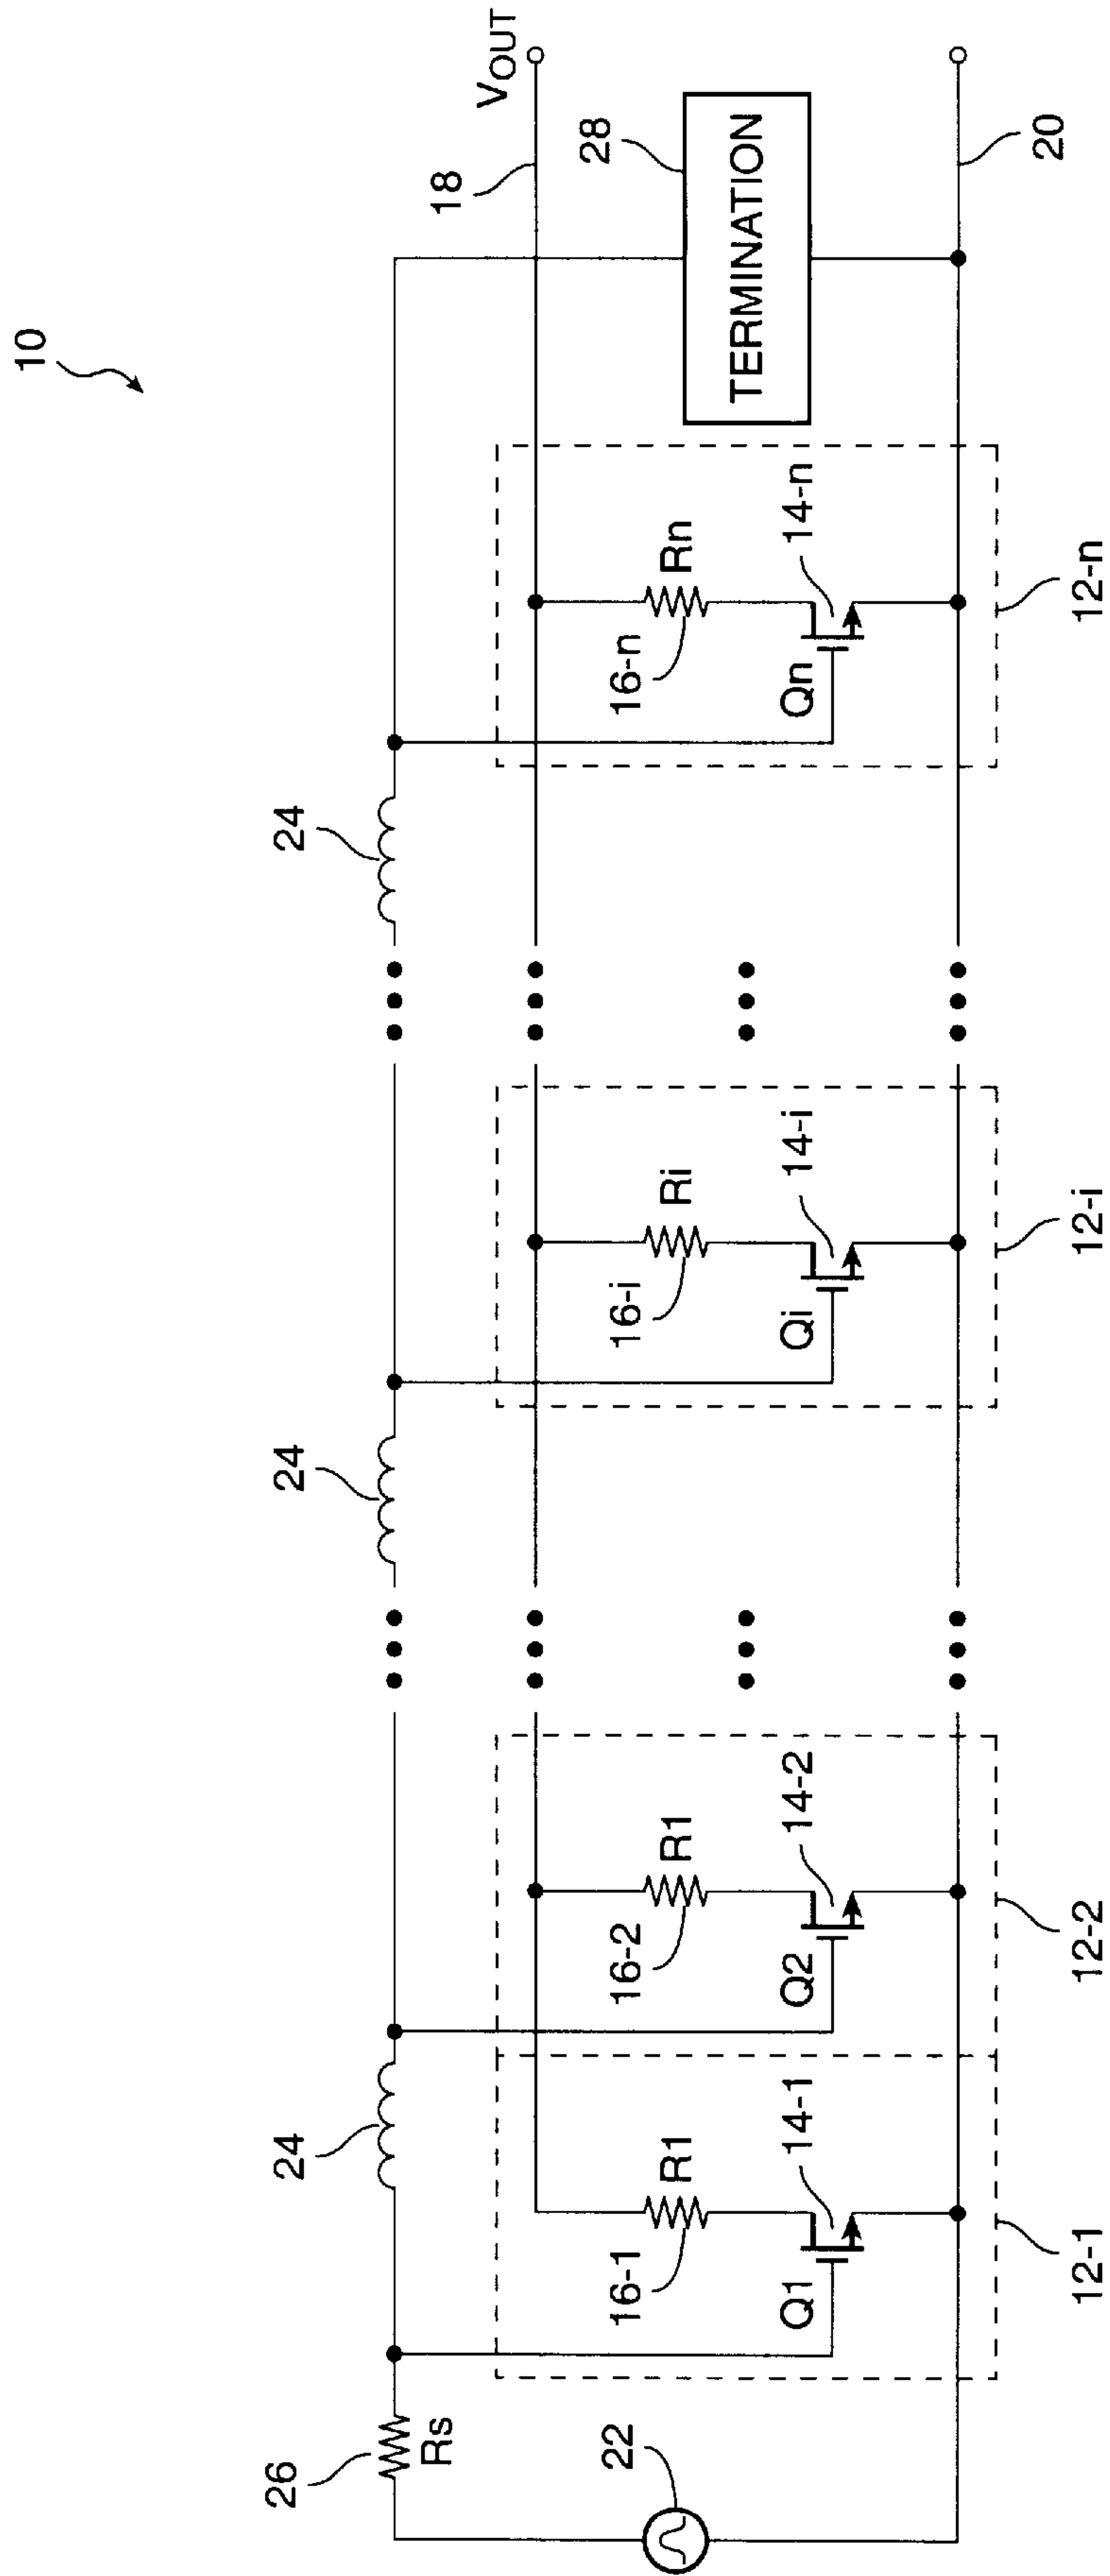 10
24
24
24
18
VOUT
26
Rs
28
TERMINATION
22
16-1
R1
Q1
14-1
16-2
R1
Q2
14-2
16-i
Ri
Qi
14-i
16-n
Rn
Qn
14-n
20
12-1
12-2
12-i
12-n